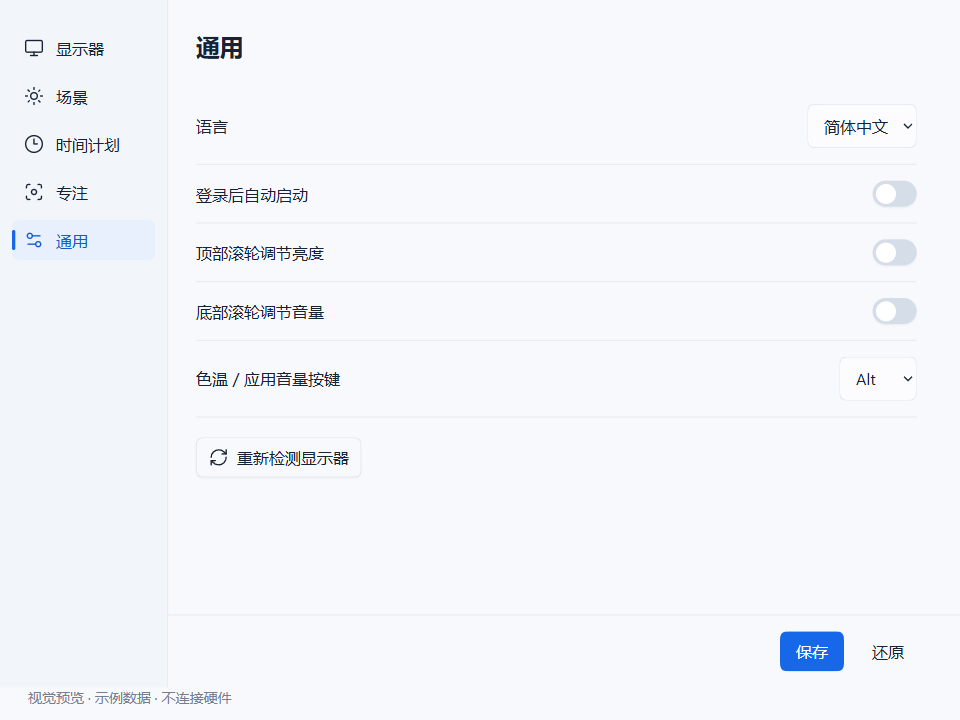 显示器
场景
时间计划
专注
通用
通用
语言
简体中文
登录后自动启动
顶部滚轮调节亮度
底部滚轮调节音量
色温 / 应用音量按键
Alt
重新检测显示器
保存
还原
视觉预览 · 示例数据 · 不连接硬件